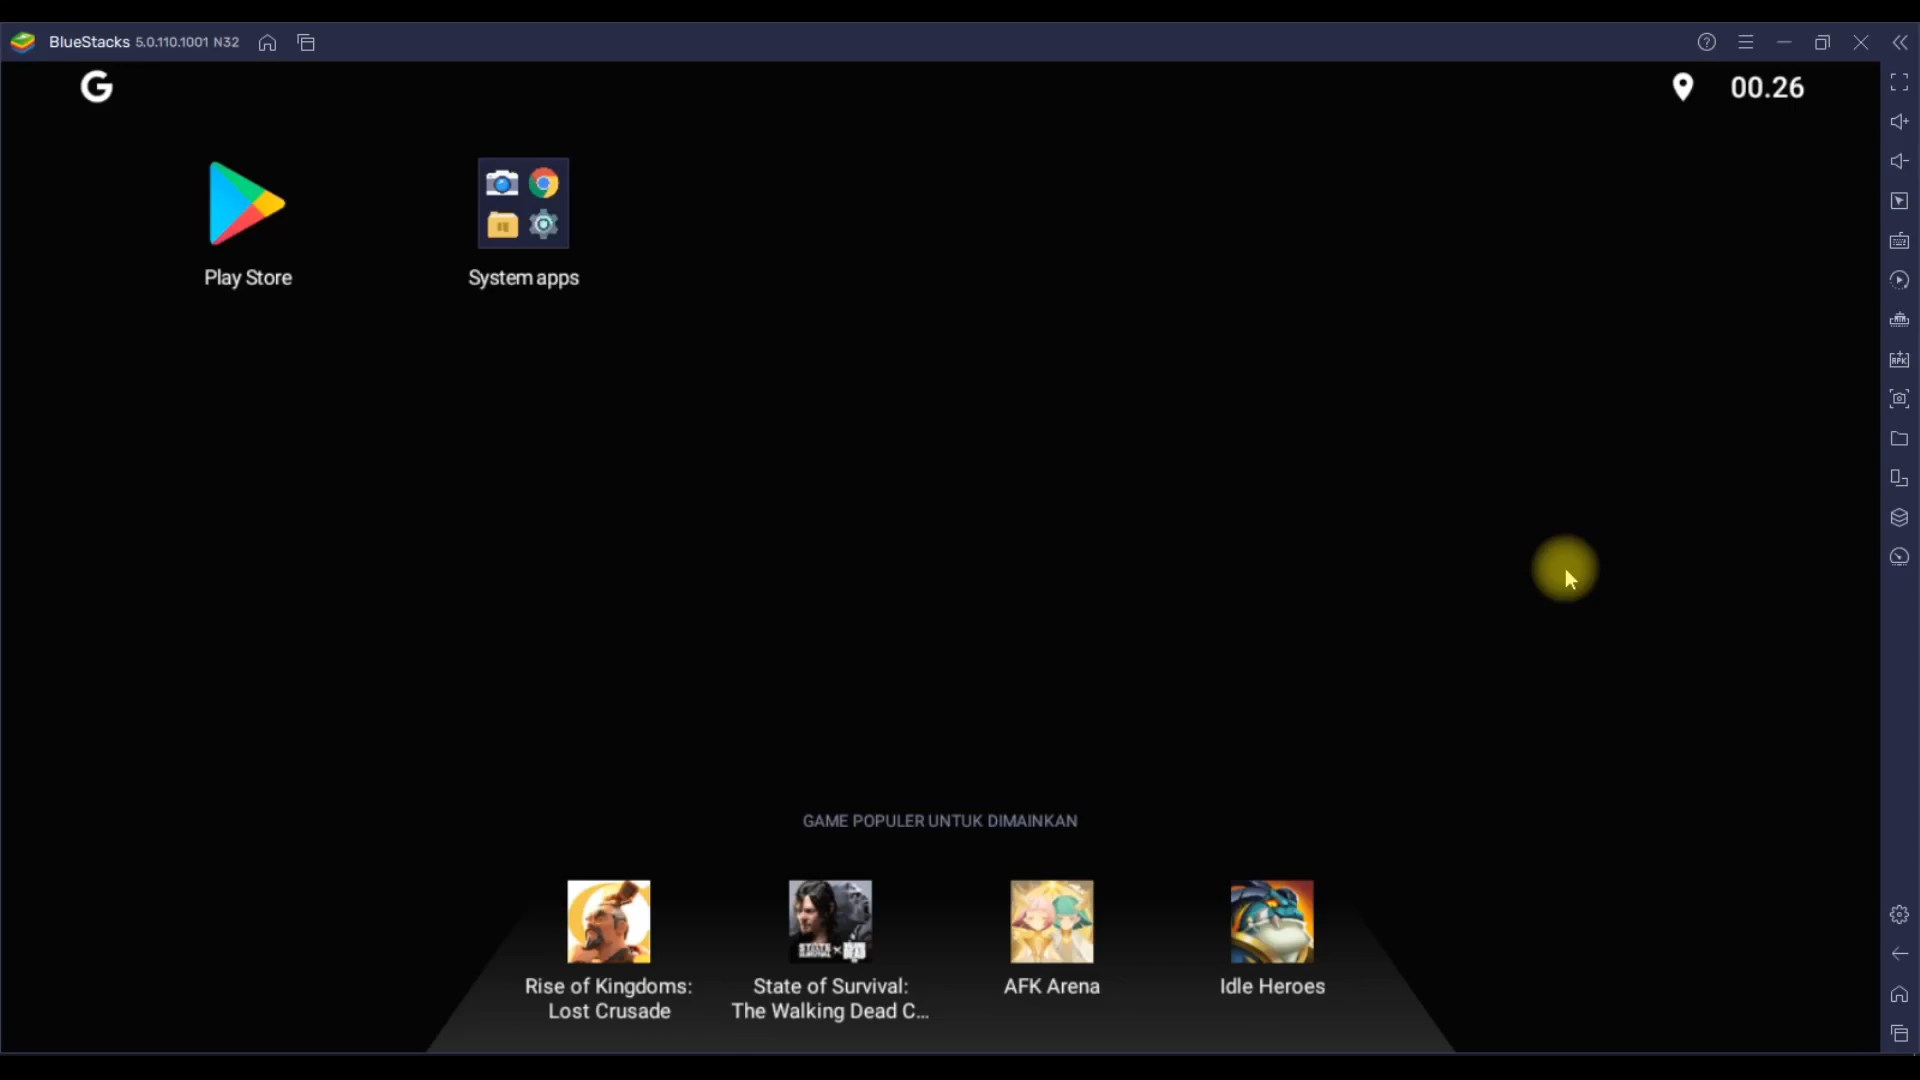 BlueStacks 5.0.110.1001 N32
00.26
Play Store
System apps
GAME POPULER UNTUK DIMAINKAN
Rise of Kingdoms:
Lost Crusade
State of Survival:
The Walking Dead C...
AFK Arena
Idle Heroes